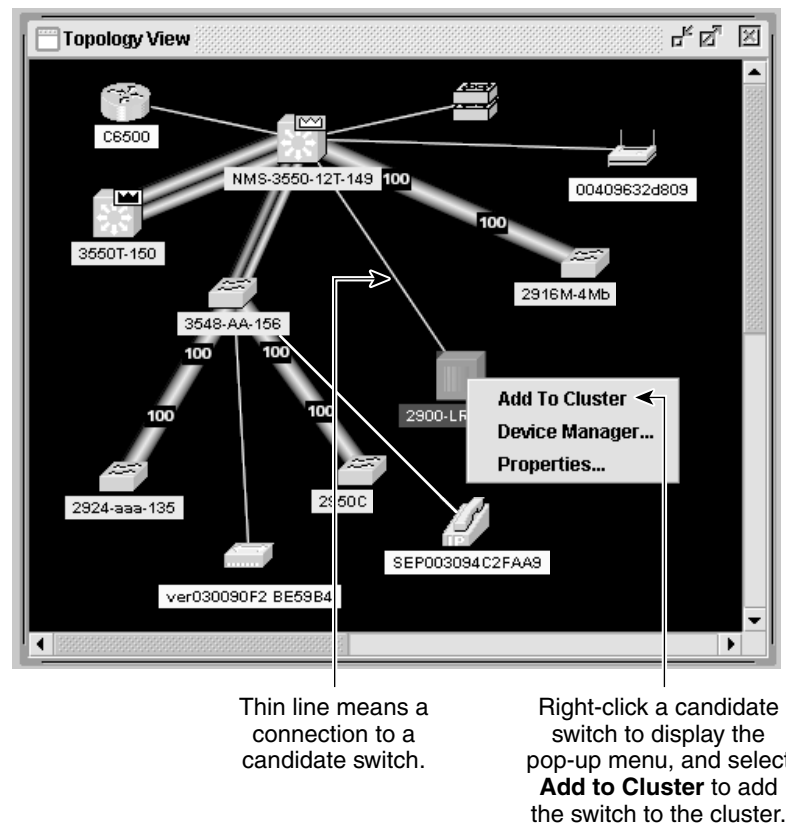 Topology View
C6500
NMS-3550-12T-149
100
00409632d809
3550T-150
100
2916M-4Mb
3548-AA-156
100
100
2900-LR
Add To Cluster
Device Manager...
Properties...
100
100
2924-aaa-135
2950C
IP
SEP003094C2FAA9
ver030090F2 BE59B4
Thin line means a
connection to a
candidate switch.
Right-click a candidate
switch to display the
pop-up menu, and select
Add to Cluster to add
the switch to the cluster.